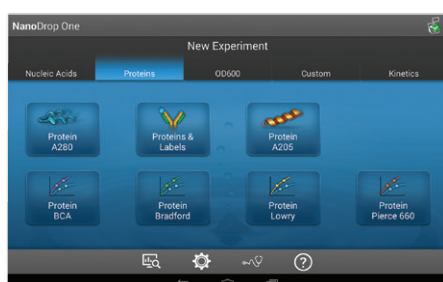 NanoDrop One
New Experiment
Nucleic Acids Proteins OD600 Custom Kinetics
Protein
A280
Proteins &
Labels
Protein
A205
Protein
BCA
Protein
Bradford
Protein
Lowry
Protein
Pierce 660
?